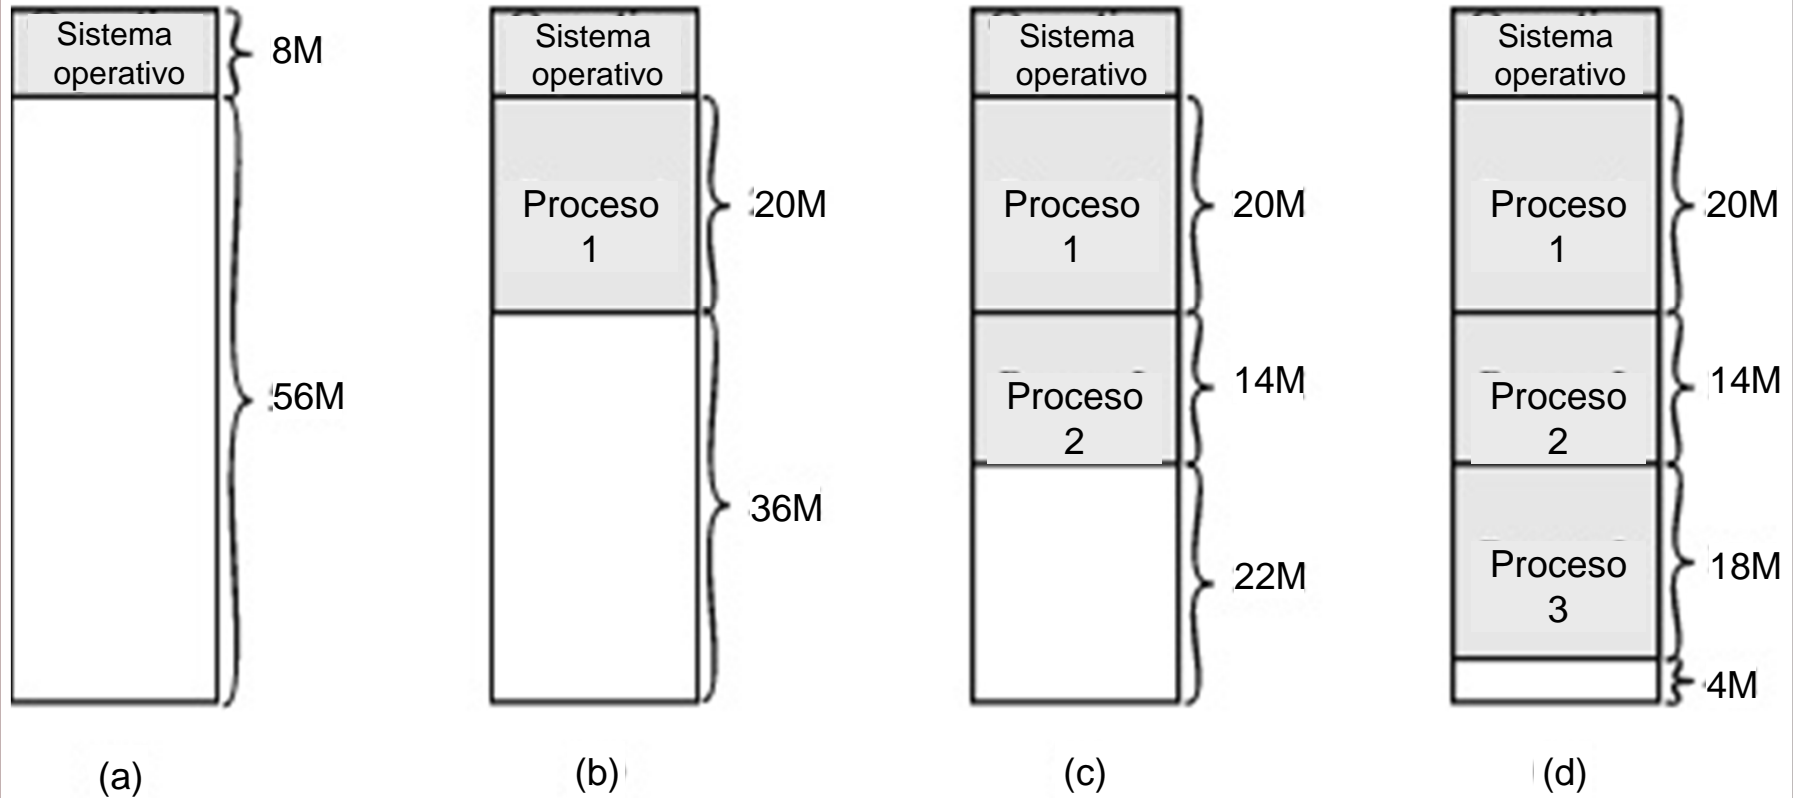 Sistema
operativo
8M
56M
(a)
Sistema
operativo
Proceso
1
20M
36M
(b)
Sistema
operativo
Proceso
1
20M
Proceso
2
14M
22M
(c)
Sistema
operativo
Proceso
1
20M
Proceso
2
14M
Proceso
3
18M
4M
(d)